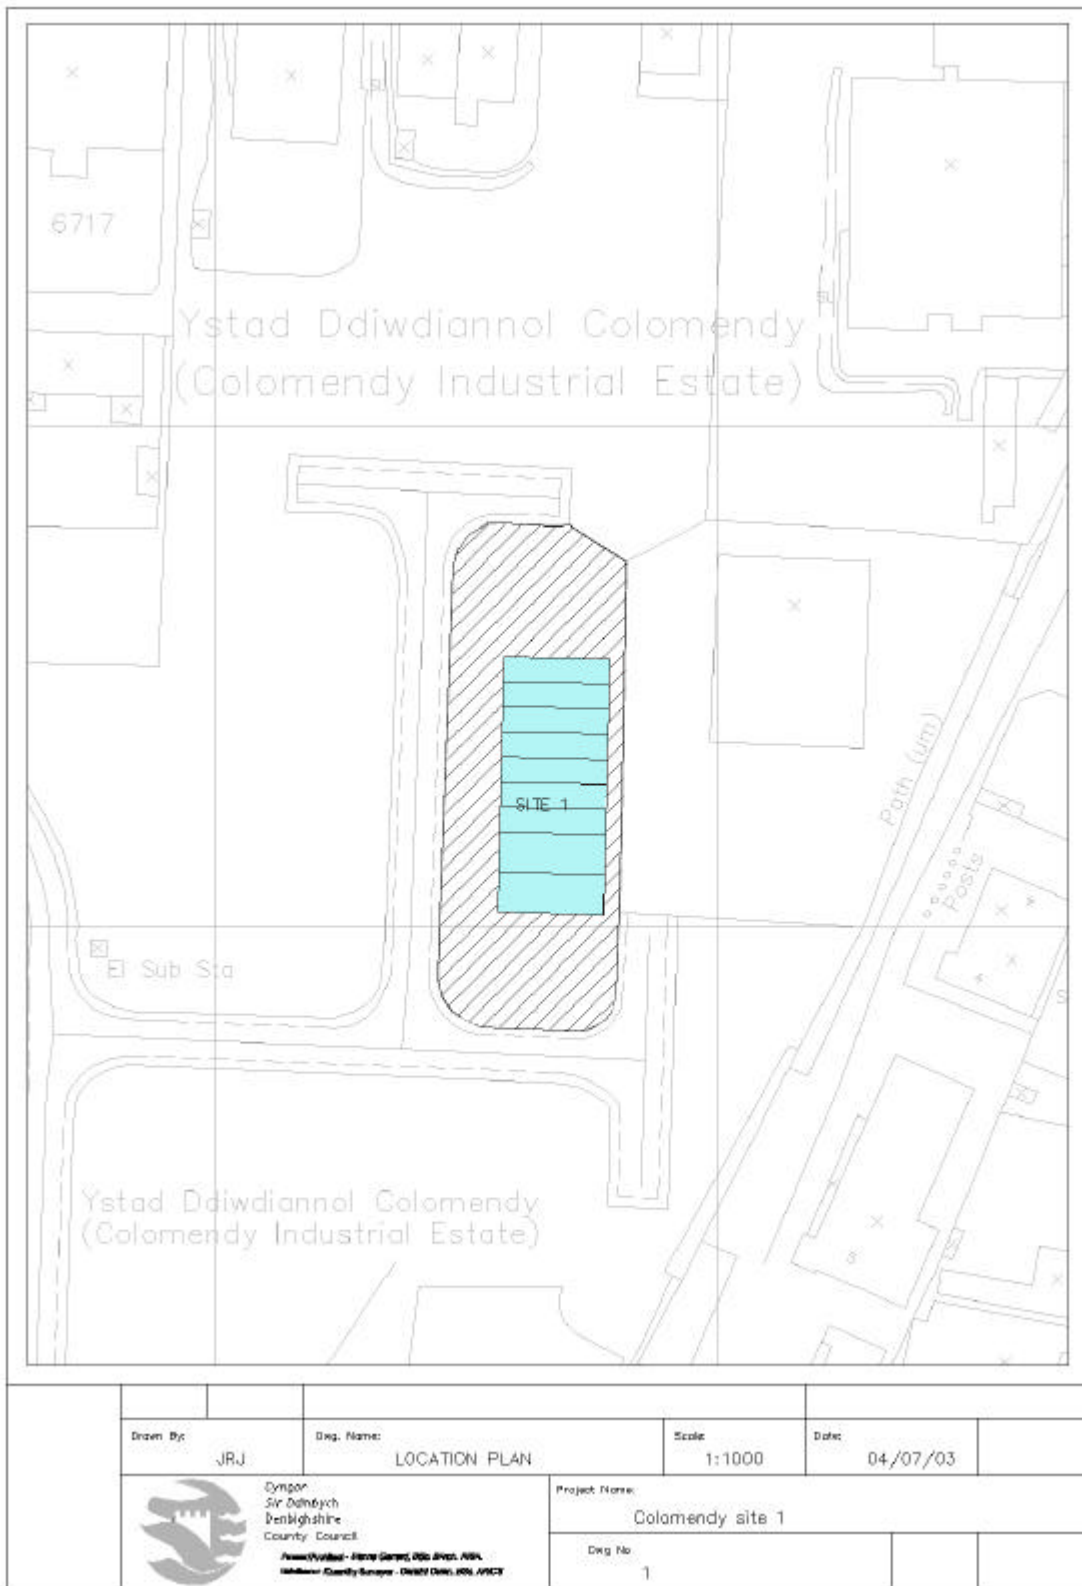 6717
Ystad Ddiwdiannol Colomendy
(Colomendy Industrial Estate)
SITE 1
Path (um)
Posts
El Sub Sta
Ystad Ddiwdiannol Colomendy
(Colomendy Industrial Estate)
Drawn By:
JRJ
Dwg. Name:
LOCATION PLAN
Scale:
1:1000
Date:
04/07/03
Cyngor
Sir Ddinbych
Denbighshire
County Council
Project Name:
Colomendy site 1
Dwg No
1